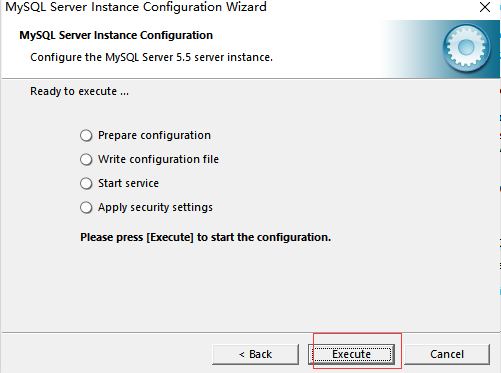 MySQL Server Instance Configuration Wizard
MySQL Server Instance Configuration
Configure the MySQL Server 5.5 server instance.
Ready to execute ...
Prepare configuration
Write configuration file
Start service
Apply security settings
Please press [Execute] to start the configuration.
< Back
Execute
Cancel